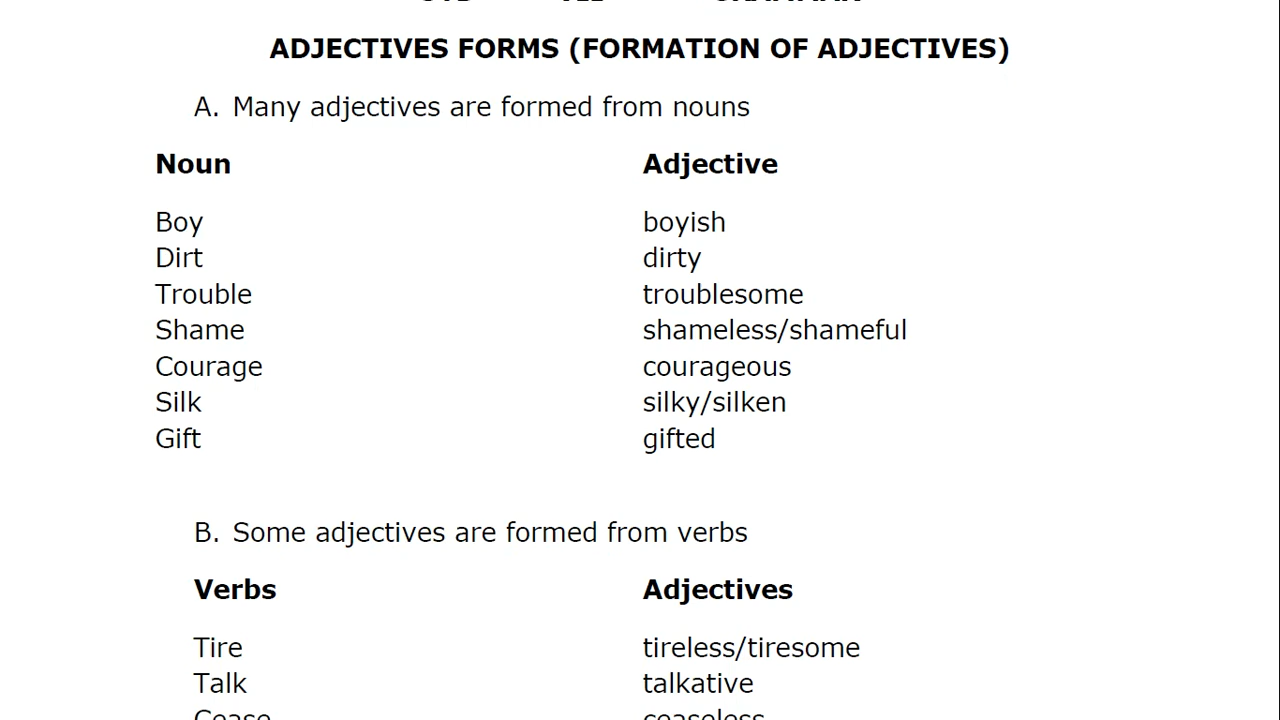 ADJECTIVES FORMS (FORMATION OF ADJECTIVES)
A. Many adjectives are formed from nouns
Noun Adjective
Boy boyish
Dirt dirty
Trouble troublesome
Shame shameless/shameful
Courage courageous
Silk silky/silken
Gift gifted
B. Some adjectives are formed from verbs
Verbs Adjectives
Tire tireless/tiresome
Talk talkative
Cease ceaseless